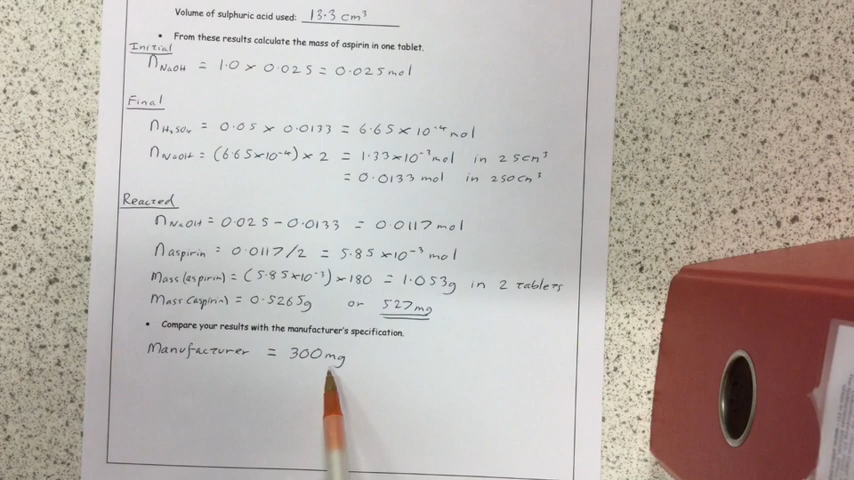 Volume of sulphuric acid used: 13.3 cm³
• From these results calculate the mass of aspirin in one tablet.
Initial
nNaOH = 1.0 × 0.025 = 0.025 mol
Final
nH₂SO₄ = 0.05 × 0.0133 = 6.65 × 10⁻⁴ mol
nNaOH = (6.65×10⁻⁴) × 2 = 1.33×10⁻³ mol in 25cm³
= 0.0133 mol in 250cm³
Reacted
nNaOH = 0.025 − 0.0133 = 0.0117 mol
naspirin = 0.0117/2 = 5.85 × 10⁻³ mol
Mass (aspirin) = (5.85×10⁻³) × 180 = 1.053g in 2 tablets
Mass (aspirin) = 0.5265g or 527mg
• Compare your results with the manufacturer's specification.
Manufacturer = 300mg